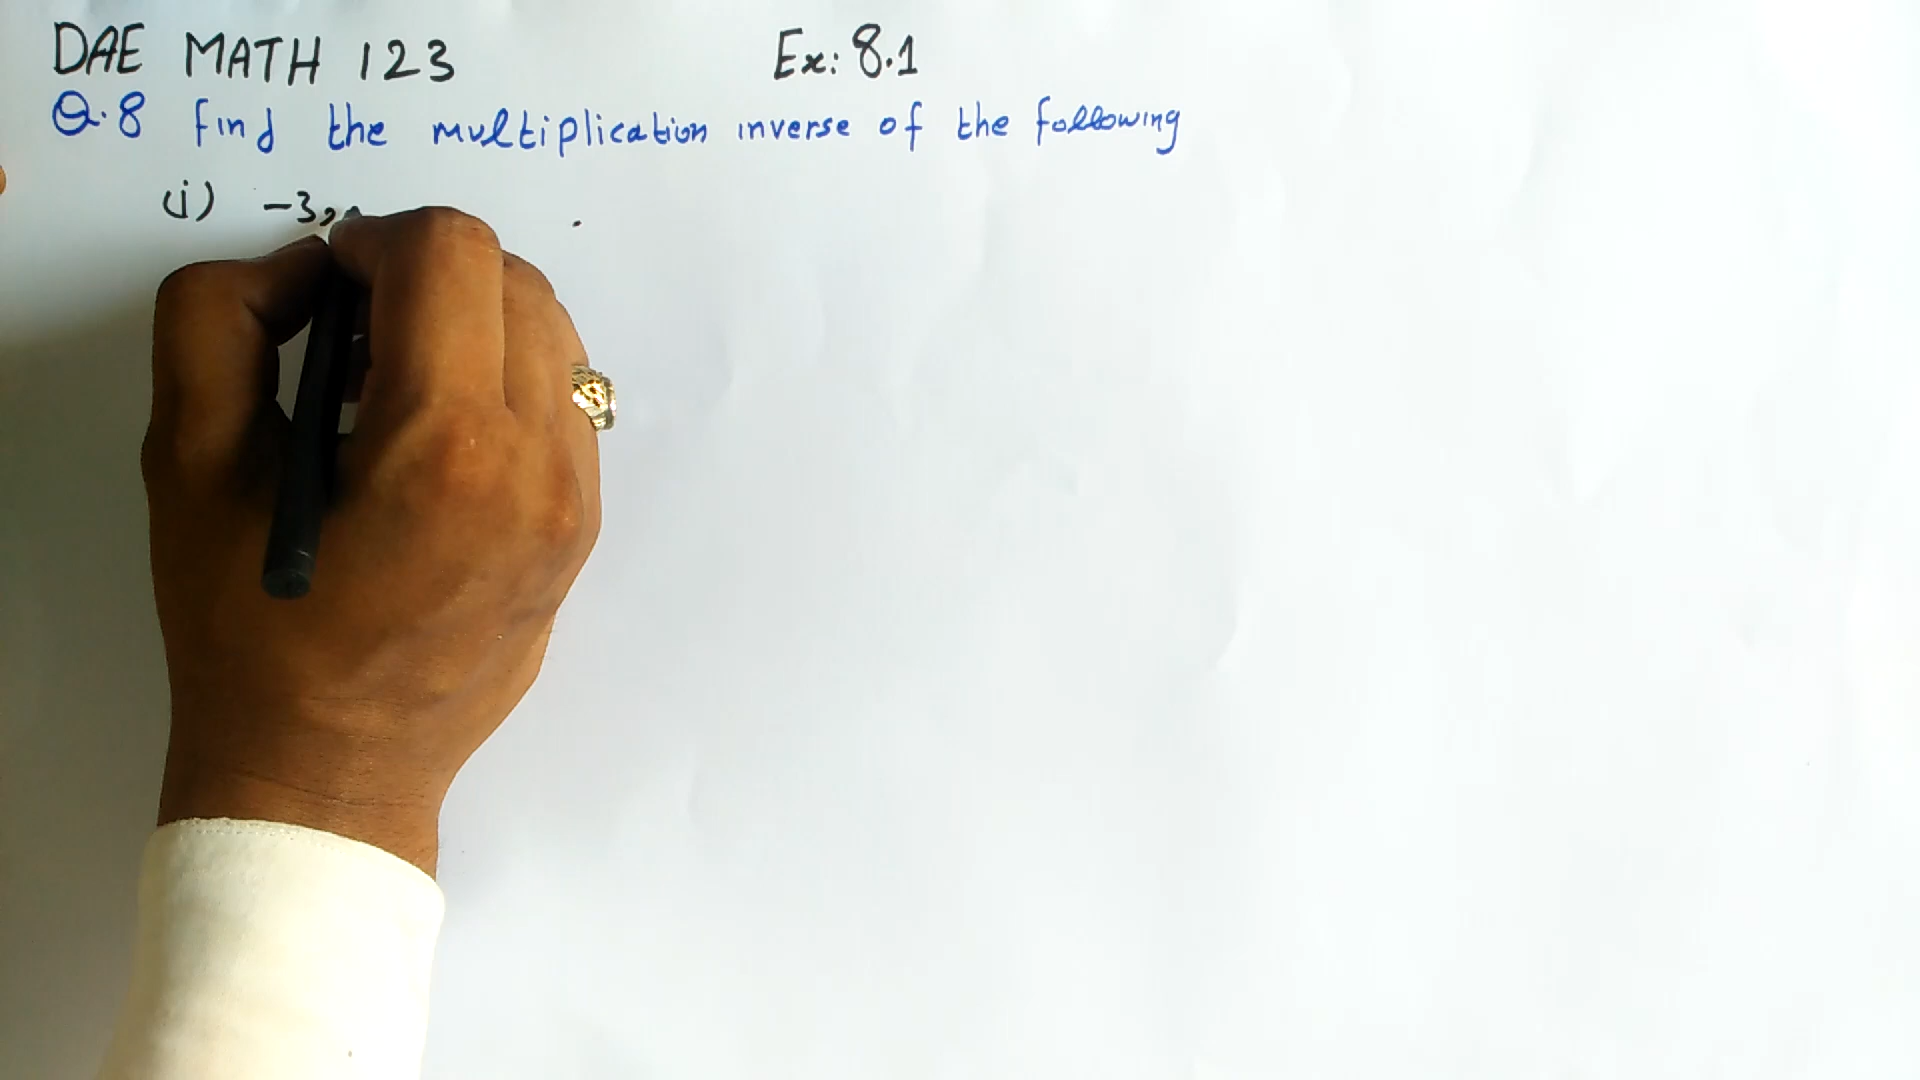 DAE MATH 123 Ex: 8.1
Q.8 Find the multiplication inverse of the following
(i) -3,